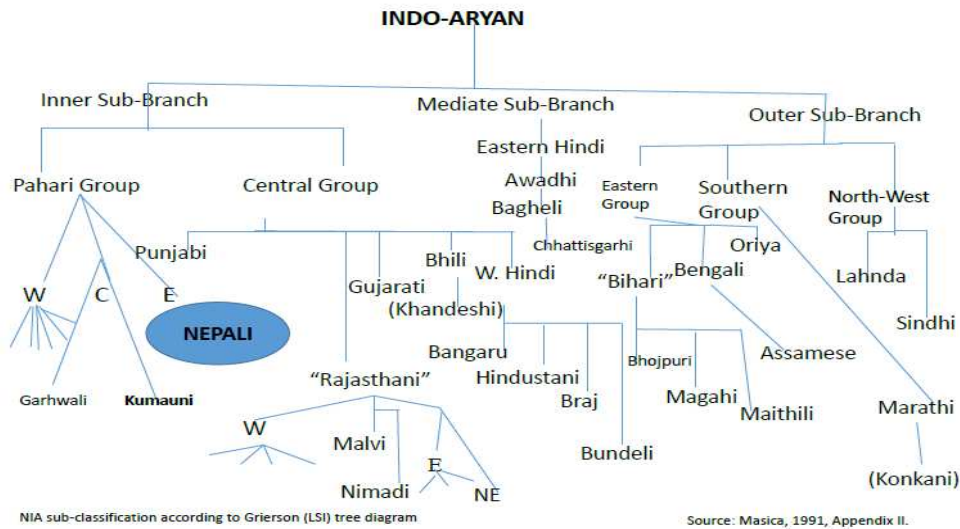 INDO-ARYAN
Inner Sub-Branch
Mediate Sub-Branch
Outer Sub-Branch
Eastern Hindi
Pahari Group
Central Group
Awadhi
Bagheli
Eastern
Group
Southern
Group
North-West
Group
Punjabi
Chhattisgarhi
Oriya
Bhili
W. Hindi
"Bihari"
Bengali
Lahnda
Gujarati
(Khandeshi)
W
C
E
Sindhi
NEPALI
Bangaru
Bhojpuri
Assamese
Hindustani
"Rajasthani"
Garhwali
Kumauni
Braj
Magahi
Maithili
Marathi
W
Malvi
Bundeli
E
Nimadi
NE
(Konkani)
NIA sub-classification according to Grierson (LSI) tree diagram
Source: Masica, 1991, Appendix II.